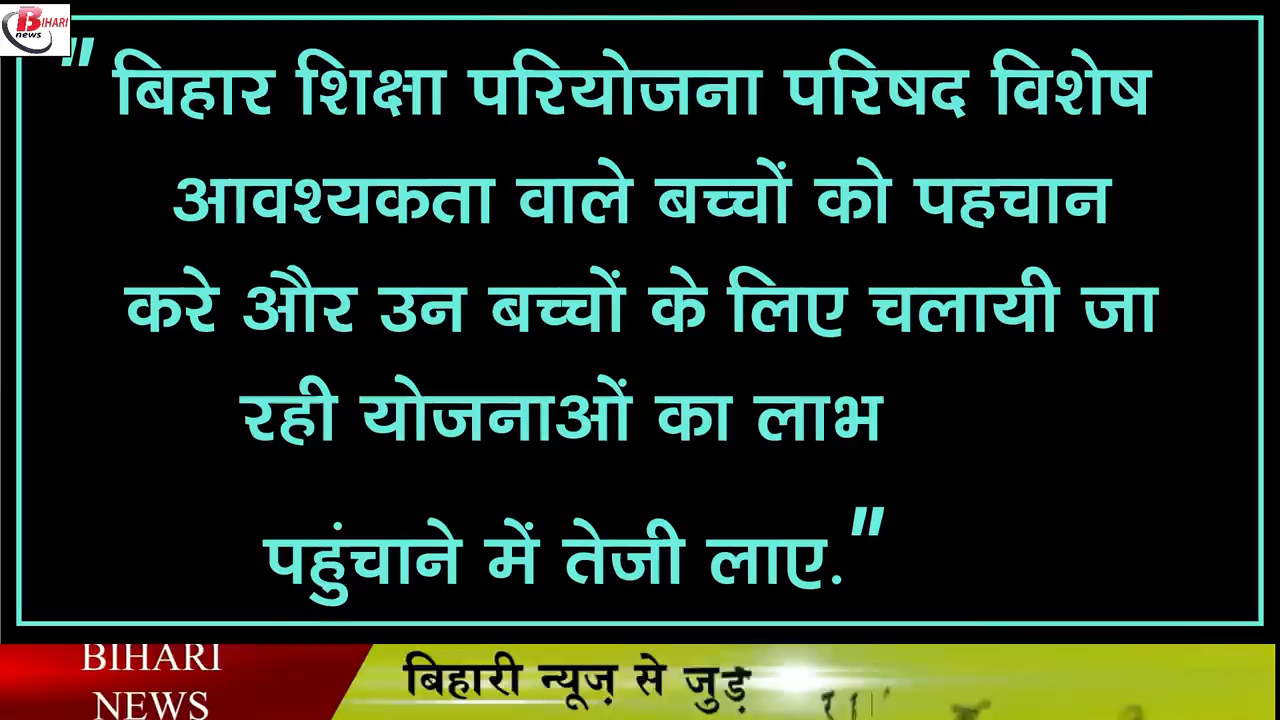 BIHARI
news
" बिहार शिक्षा परियोजना परिषद विशेष
आवश्यकता वाले बच्चों को पहचान
करे और उन बच्चों के लिए चलायी जा
रही योजनाओं का लाभ
पहुंचाने में तेजी लाए."
BIHARI
NEWS
बिहारी न्यूज़ से जुड़े